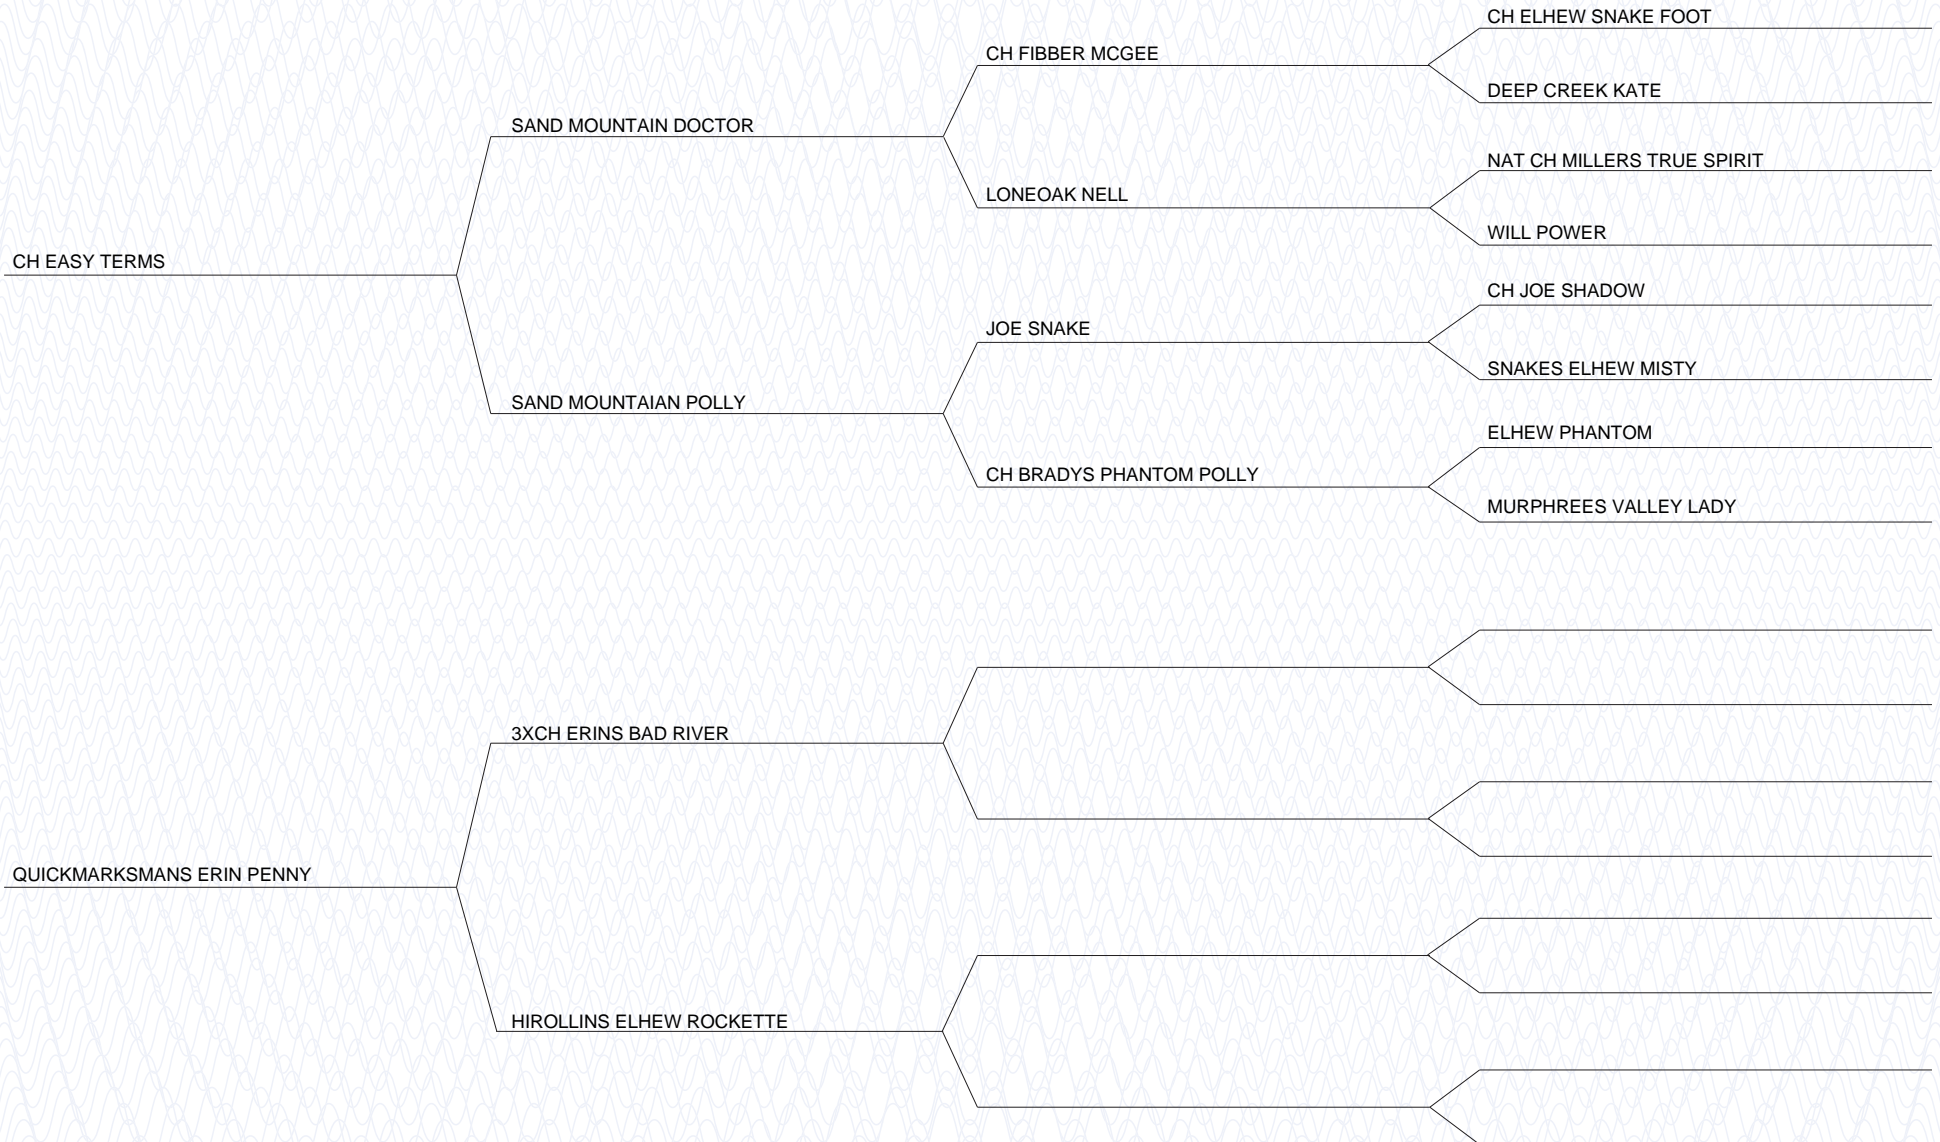 CH ELHEW SNAKE FOOT
CH FIBBER MCGEE
DEEP CREEK KATE
SAND MOUNTAIN DOCTOR
NAT CH MILLERS TRUE SPIRIT
LONEOAK NELL
WILL POWER
CH EASY TERMS
CH JOE SHADOW
JOE SNAKE
SNAKES ELHEW MISTY
SAND MOUNTAIAN POLLY
ELHEW PHANTOM
CH BRADYS PHANTOM POLLY
MURPHREES VALLEY LADY
3XCH ERINS BAD RIVER
QUICKMARKSMANS ERIN PENNY
HIROLLINS ELHEW ROCKETTE